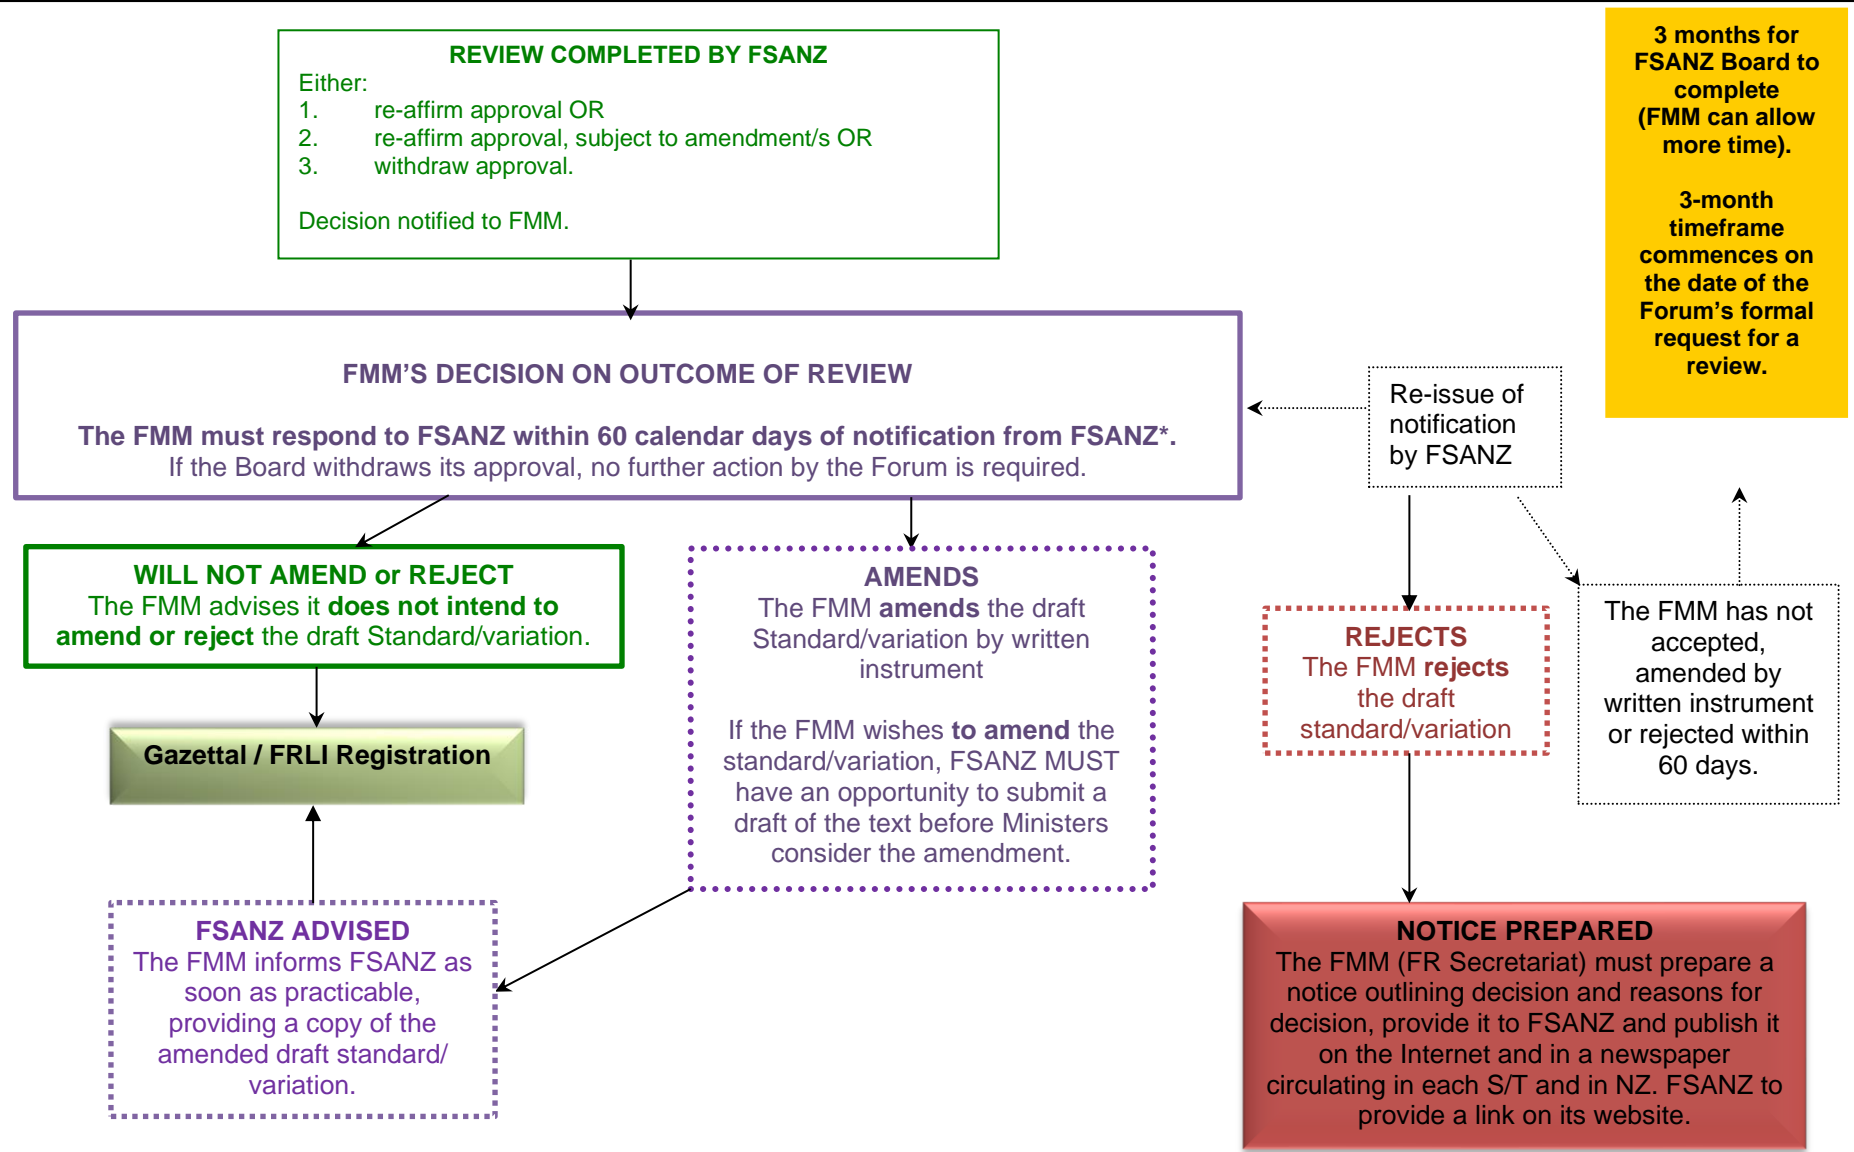 REVIEW COMPLETED BY FSANZ
Either:
1. re-affirm approval OR
2. re-affirm approval, subject to amendment/s OR
3. withdraw approval.
Decision notified to FMM.
3 months for
FSANZ Board to
complete
(FMM can allow
more time).
3-month
timeframe
commences on
the date of the
Forum’s formal
request for a
review.
FMM’S DECISION ON OUTCOME OF REVIEW
The FMM must respond to FSANZ within 60 calendar days of notification from FSANZ*.
If the Board withdraws its approval, no further action by the Forum is required.
Re-issue of
notification
by FSANZ
WILL NOT AMEND or REJECT
The FMM advises it does not intend to
amend or reject the draft Standard/variation.
AMENDS
The FMM amends the draft
Standard/variation by written
instrument
If the FMM wishes to amend the
standard/variation, FSANZ MUST
have an opportunity to submit a
draft of the text before Ministers
consider the amendment.
REJECTS
The FMM rejects
the draft
standard/variation
The FMM has not
accepted,
amended by
written instrument
or rejected within
60 days.
Gazettal / FRLI Registration
FSANZ ADVISED
The FMM informs FSANZ as
soon as practicable,
providing a copy of the
amended draft standard/
variation.
NOTICE PREPARED
The FMM (FR Secretariat) must prepare a
notice outlining decision and reasons for
decision, provide it to FSANZ and publish it
on the Internet and in a newspaper
circulating in each S/T and in NZ. FSANZ to
provide a link on its website.